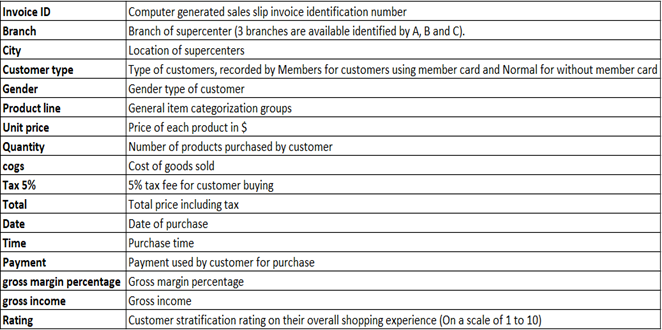 Invoice ID Computer generated sales slip invoice identification number
Branch Branch of supercenter (3 branches are available identified by A, B and C).
City Location of supercenters
Customer type Type of customers, recorded by Members for customers using member card and Normal for without member card
Gender Gender type of customer
Product line General item categorization groups
Unit price Price of each product in $
Quantity Number of products purchased by customer
cogs Cost of goods sold
Tax 5% 5% tax fee for customer buying
Total Total price including tax
Date Date of purchase
Time Purchase time
Payment Payment used by customer for purchase
gross margin percentage Gross margin percentage
gross income Gross income
Rating Customer stratification rating on their overall shopping experience (On a scale of 1 to 10)